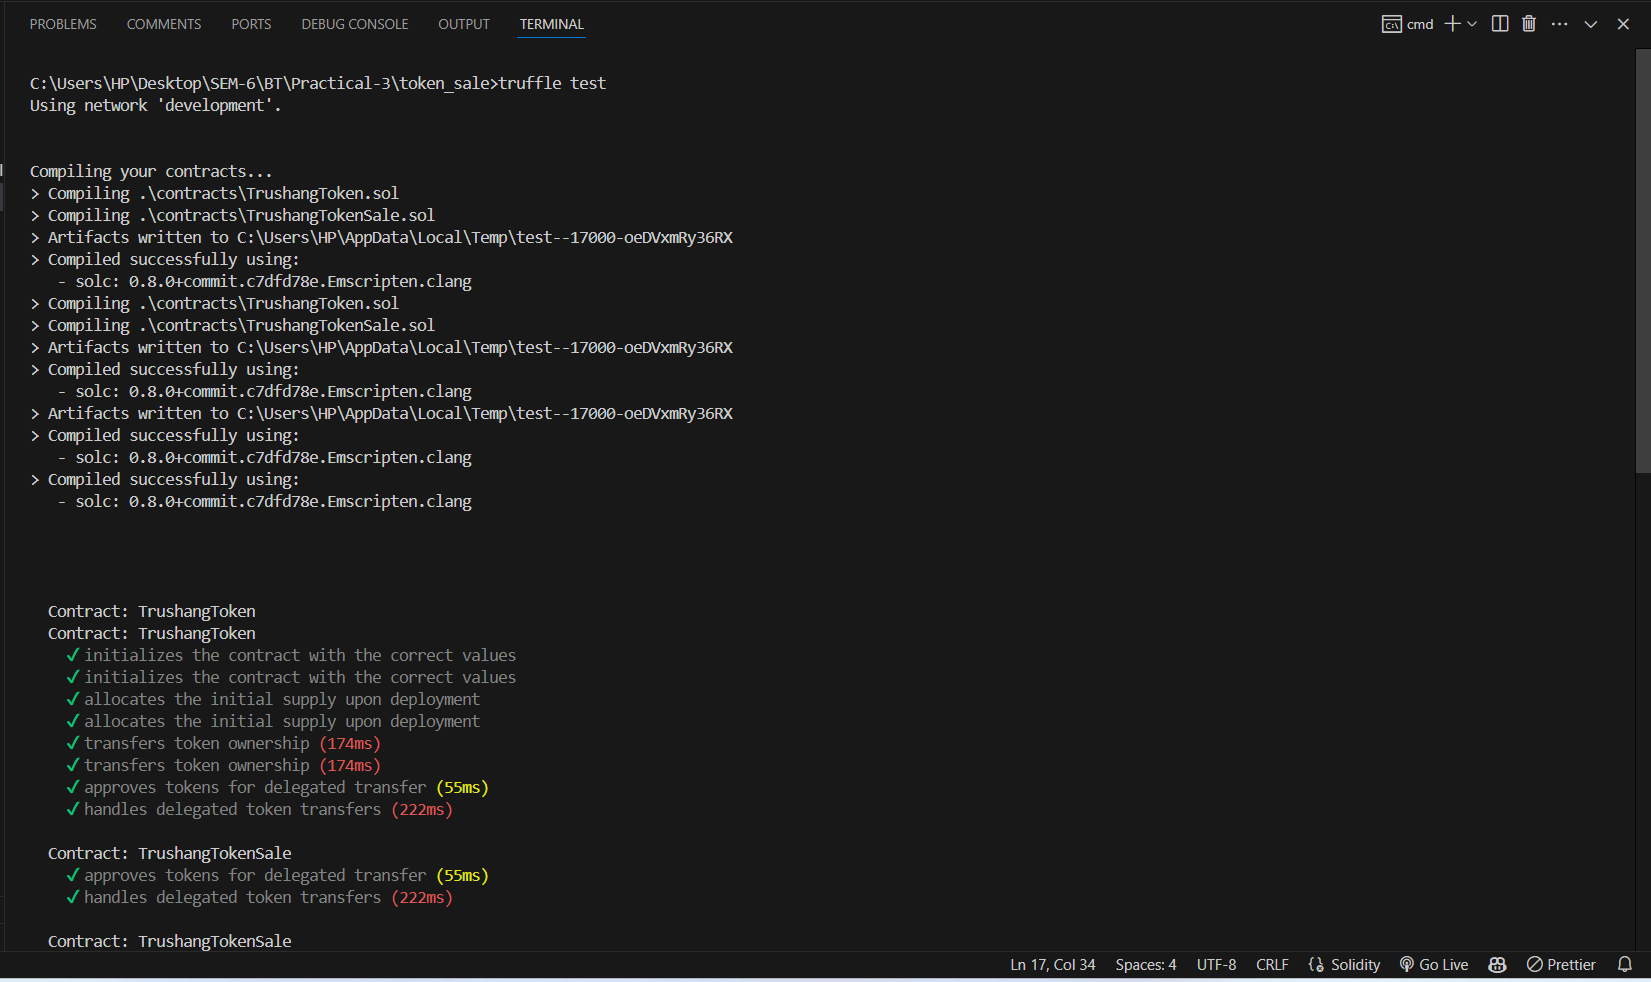 PROBLEMS COMMENTS PORTS DEBUG CONSOLE OUTPUT TERMINAL cmd
C:\Users\HP\Desktop\SEM-6\BT\Practical-3\token_sale>truffle test
Using network 'development'.
Compiling your contracts...
> Compiling .\contracts\TrushangToken.sol
> Compiling .\contracts\TrushangTokenSale.sol
> Artifacts written to C:\Users\HP\AppData\Local\Temp\test--17000-oeDVxmRy36RX
> Compiled successfully using:
- solc: 0.8.0+commit.c7dfd78e.Emscripten.clang
> Compiling .\contracts\TrushangToken.sol
> Compiling .\contracts\TrushangTokenSale.sol
> Artifacts written to C:\Users\HP\AppData\Local\Temp\test--17000-oeDVxmRy36RX
> Compiled successfully using:
- solc: 0.8.0+commit.c7dfd78e.Emscripten.clang
> Artifacts written to C:\Users\HP\AppData\Local\Temp\test--17000-oeDVxmRy36RX
> Compiled successfully using:
- solc: 0.8.0+commit.c7dfd78e.Emscripten.clang
> Compiled successfully using:
- solc: 0.8.0+commit.c7dfd78e.Emscripten.clang
Contract: TrushangToken
Contract: TrushangToken
✓ initializes the contract with the correct values
✓ initializes the contract with the correct values
✓ allocates the initial supply upon deployment
✓ allocates the initial supply upon deployment
✓ transfers token ownership (174ms)
✓ transfers token ownership (174ms)
✓ approves tokens for delegated transfer (55ms)
✓ handles delegated token transfers (222ms)
Contract: TrushangTokenSale
✓ approves tokens for delegated transfer (55ms)
✓ handles delegated token transfers (222ms)
Contract: TrushangTokenSale
Ln 17, Col 34 Spaces: 4 UTF-8 CRLF Solidity Go Live Prettier